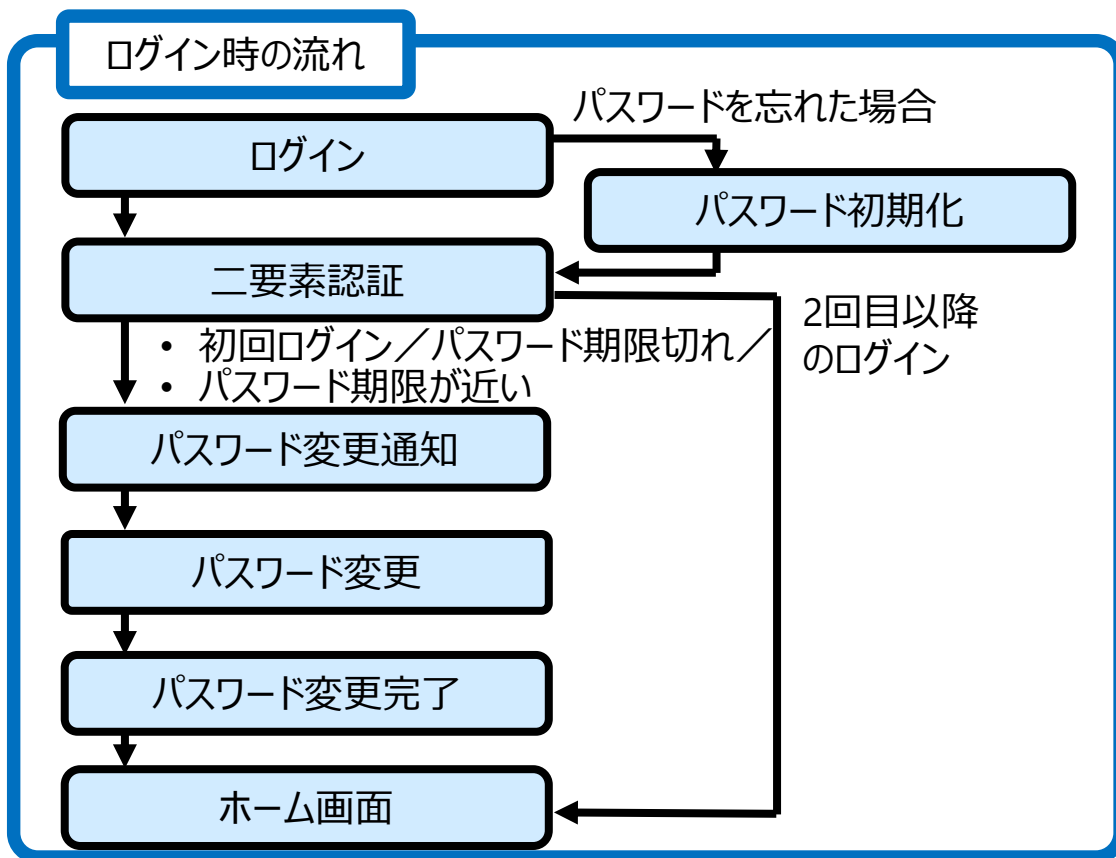 ログイン時の流れ
パスワードを忘れた場合
ログイン
パスワード初期化
二要素認証
2回目以降
のログイン
• 初回ログイン／パスワード期限切れ／
• パスワード期限が近い
パスワード変更通知
パスワード変更
パスワード変更完了
ホーム画面